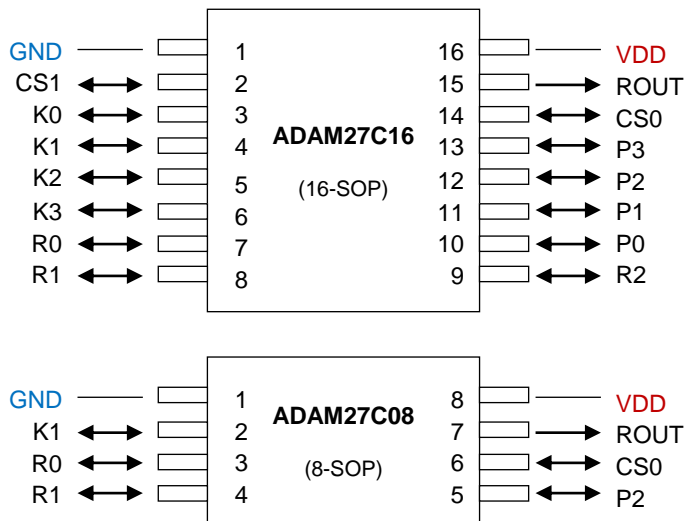 GND 1 16 VDD
CS1 2 15 ROUT
K0 3 14 CS0
K1 4 ADAM27C16 13 P3
K2 5 (16-SOP) 12 P2
K3 6 11 P1
R0 7 10 P0
R1 8 9 R2
GND 1 ADAM27C08 8 VDD
K1 2 7 ROUT
R0 3 (8-SOP) 6 CS0
R1 4 5 P2